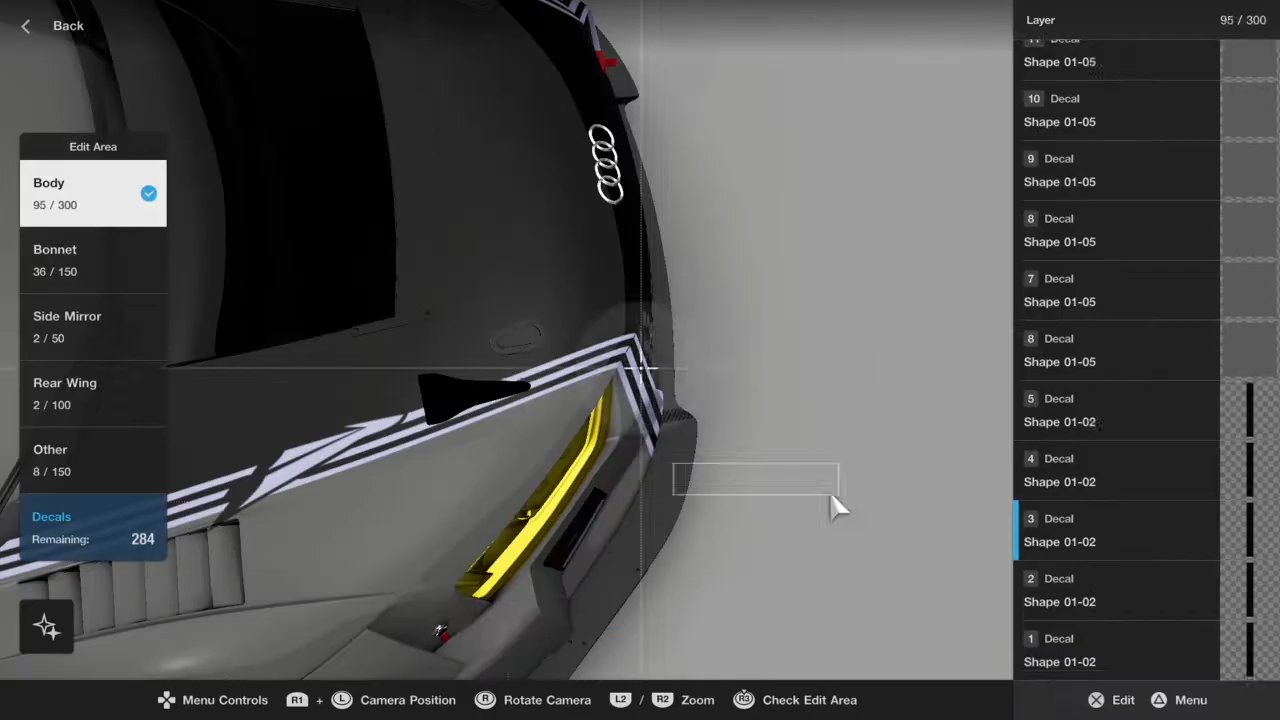 Back
Edit Area
Body
95 / 300
Bonnet
36 / 150
Side Mirror
2 / 50
Rear Wing
2 / 100
Other
8 / 150
Decals
Remaining: 284
Layer 95 / 300
11 Decal
Shape 01-05
10 Decal
Shape 01-05
9 Decal
Shape 01-05
8 Decal
Shape 01-05
7 Decal
Shape 01-05
8 Decal
Shape 01-05
5 Decal
Shape 01-02
4 Decal
Shape 01-02
3 Decal
Shape 01-02
2 Decal
Shape 01-02
1 Decal
Shape 01-02
Menu Controls R1 + L Camera Position R Rotate Camera L2 / R2 Zoom R3 Check Edit Area Edit Menu